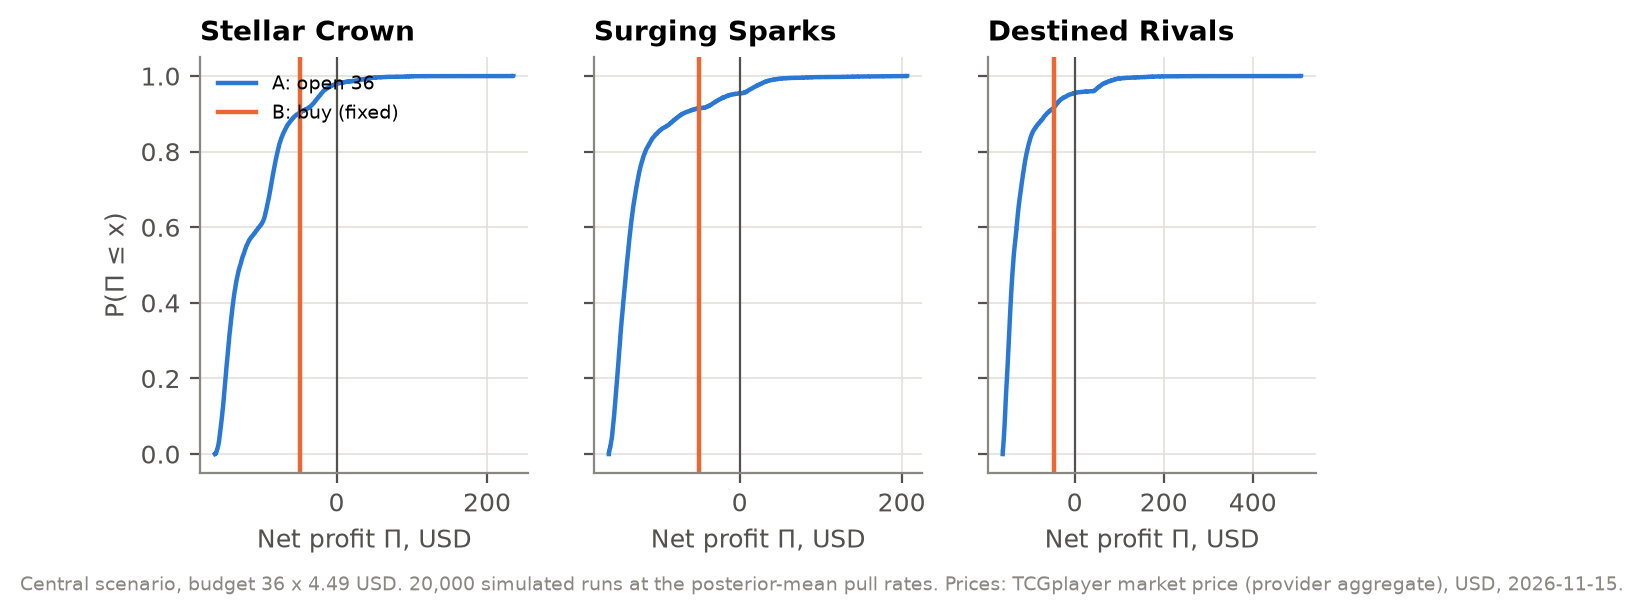 Stellar Crown
Surging Sparks
Destined Rivals
A: open 36
B: buy (fixed)
P(Π ≤ x)
1.0
0.8
0.6
0.4
0.2
0.0
0 200
0 200
0 200 400
Net profit Π, USD
Net profit Π, USD
Net profit Π, USD
Central scenario, budget 36 x 4.49 USD. 20,000 simulated runs at the posterior-mean pull rates. Prices: TCGplayer market price (provider aggregate), USD, 2026-11-15.